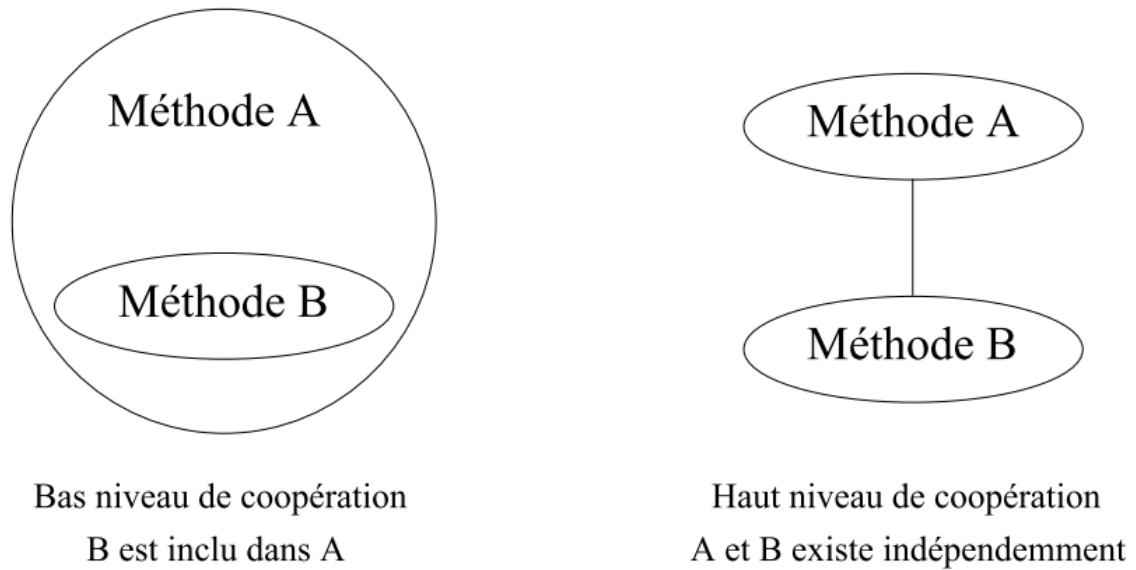 Méthode A
Méthode B
Bas niveau de coopération
B est inclu dans A
Méthode A
Méthode B
Haut niveau de coopération
A et B existe indépendemment